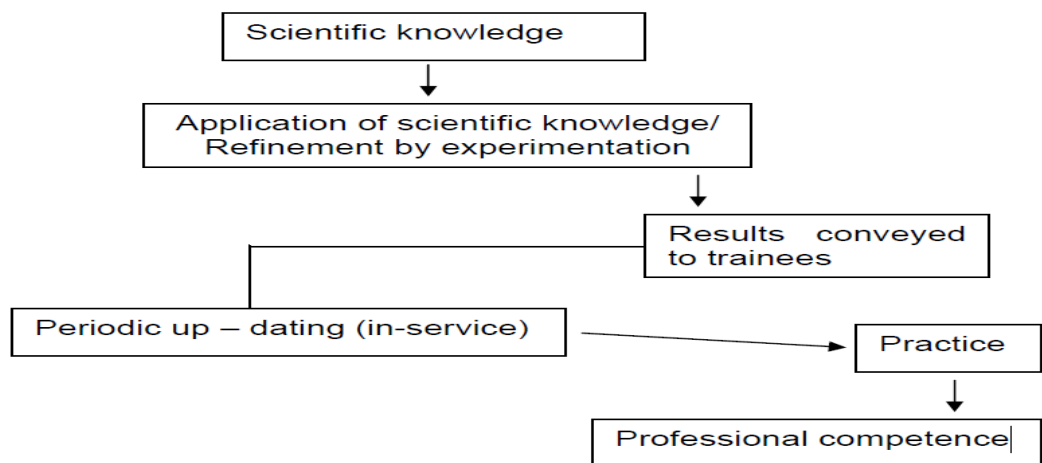 Scientific knowledge
Application of scientific knowledge/
Refinement by experimentation
Results conveyed
to trainees
Periodic up – dating (in-service)
Practice
Professional competence